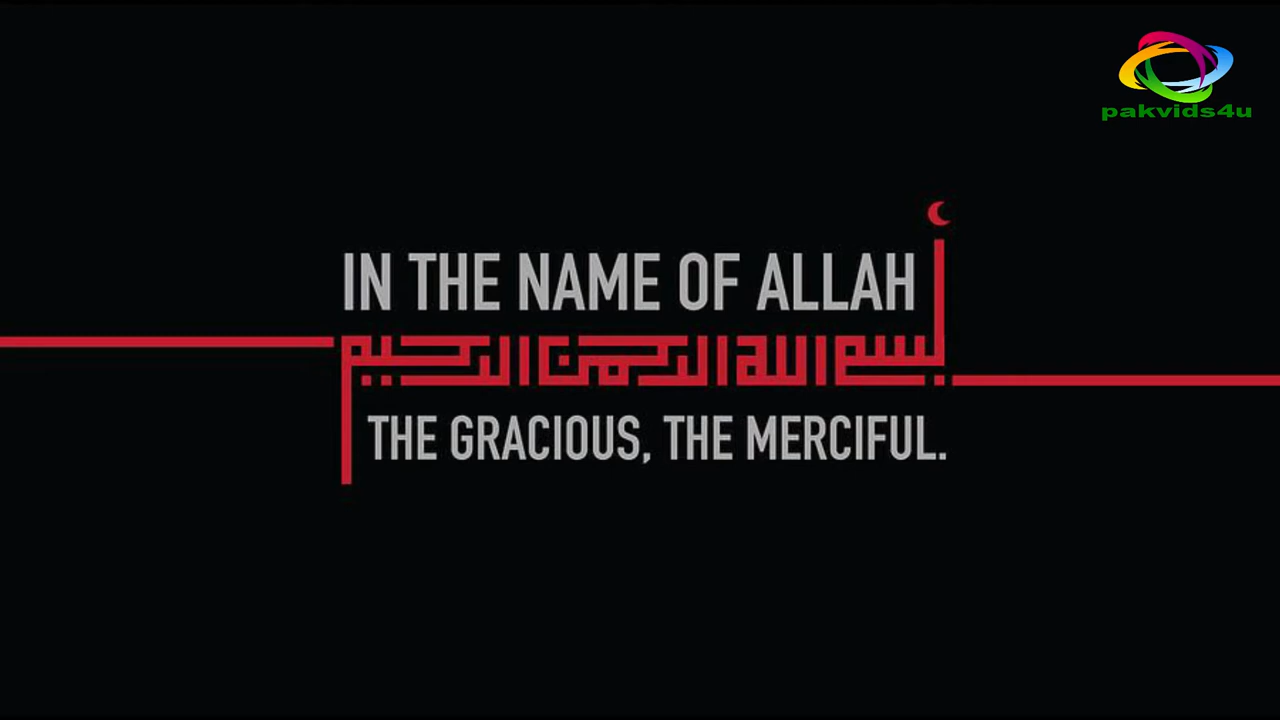 pakvids4u
IN THE NAME OF ALLAH
بسم الله الرحمن الرحيم
THE GRACIOUS, THE MERCIFUL.